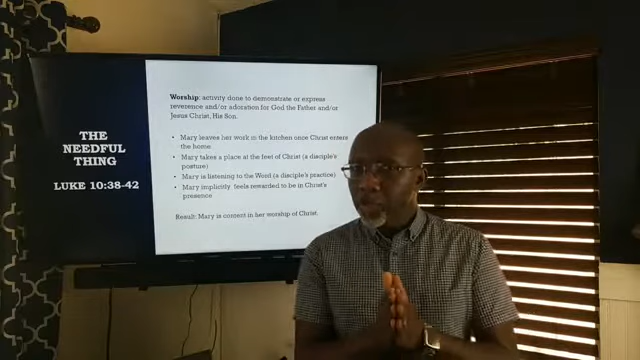 THE
NEEDFUL
THING
LUKE 10:38-42
Worship: activity done to demonstrate or express
reverence and/or adoration for God the Father and/or
Jesus Christ, His Son.
• Mary leaves her work in the kitchen once Christ enters
the home
• Mary takes a place at the feet of Christ (a disciple's
posture)
• Mary is listening to the Word (a disciple's practice)
• Mary implicitly feels rewarded to be in Christ's
presence
Result: Mary is content in her worship of Christ.